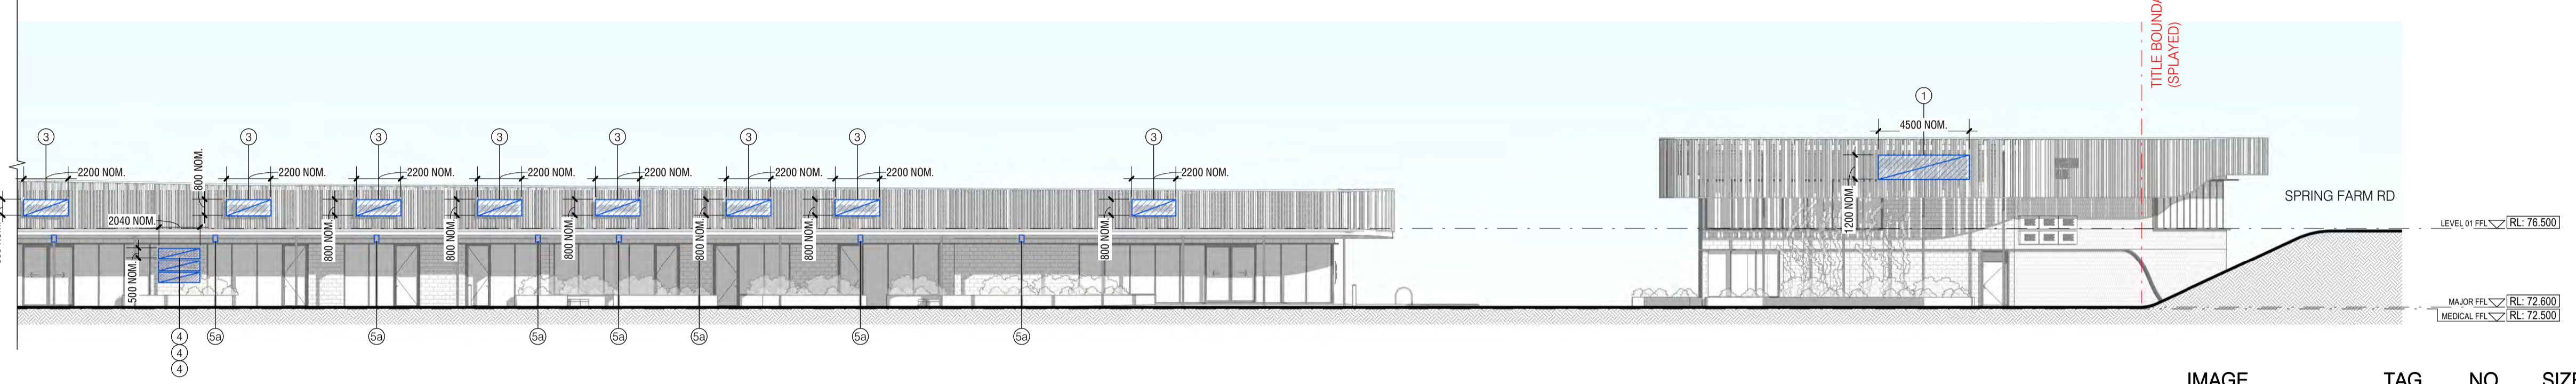 TITLE BOUNDA
(SPLAYED)
1
4500 NOM.
1200 NOM.
3
3
3
3
3
3
3
3
2200 NOM.
2200 NOM.
2200 NOM.
2200 NOM.
2200 NOM.
2200 NOM.
2200 NOM.
2200 NOM.
800 NOM.
800 NOM.
800 NOM.
800 NOM.
800 NOM.
800 NOM.
800 NOM.
2040 NOM.
500 NOM.
SPRING FARM RD
LEVEL 01 FFL RL: 76.500
MAJOR FFL RL: 72.600
MEDICAL FFL RL: 72.500
4
4
4
5a
5a
5a
5a
5a
5a
5a
IMAGE TAG NO SIZE